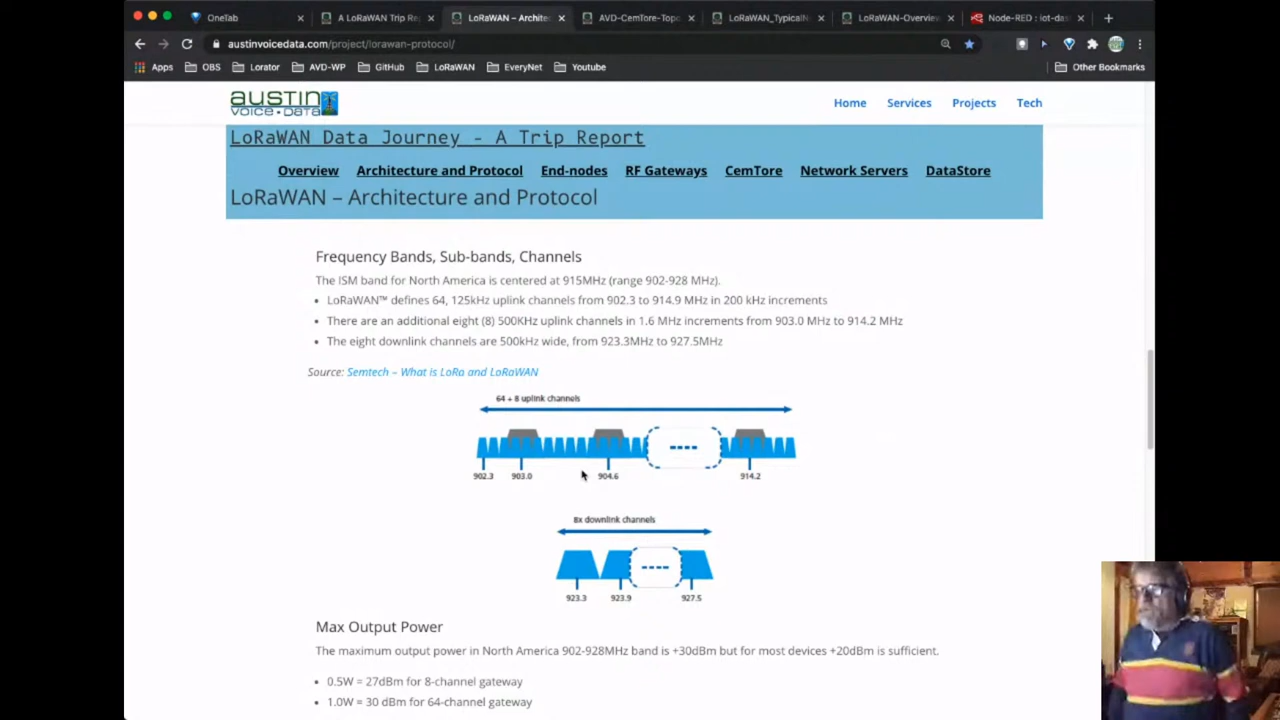 OneTab
A LoRaWAN Trip Re
LoRaWAN – Archite
AVD-CemTore-Topo
LoRaWAN_TypicalN
LoRaWAN-Overview
Node-RED : iot-das
austinvoicedata.com/project/lorawan-protocol/
Apps
OBS
Lorator
AVD-WP
GitHub
LoRaWAN
EveryNet
Youtube
Other Bookmarks
AUSTIN
VOICE • DATA
Home
Services
Projects
Tech
LoRaWAN Data Journey - A Trip Report
Overview
Architecture and Protocol
End-nodes
RF Gateways
CemTore
Network Servers
DataStore
LoRaWAN – Architecture and Protocol
Frequency Bands, Sub-bands, Channels
The ISM band for North America is centered at 915MHz (range 902-928 MHz).
• LoRaWAN™ defines 64, 125kHz uplink channels from 902.3 to 914.9 MHz in 200 kHz increments
• There are an additional eight (8) 500KHz uplink channels in 1.6 MHz increments from 903.0 MHz to 914.2 MHz
• The eight downlink channels are 500kHz wide, from 923.3MHz to 927.5MHz
Source: Semtech – What is LoRa and LoRaWAN
64 + 8 uplink channels
902.3
903.0
904.6
914.2
8x downlink channels
923.3
923.9
927.5
Max Output Power
The maximum output power in North America 902-928MHz band is +30dBm but for most devices +20dBm is sufficient.
• 0.5W = 27dBm for 8-channel gateway
• 1.0W = 30 dBm for 64-channel gateway